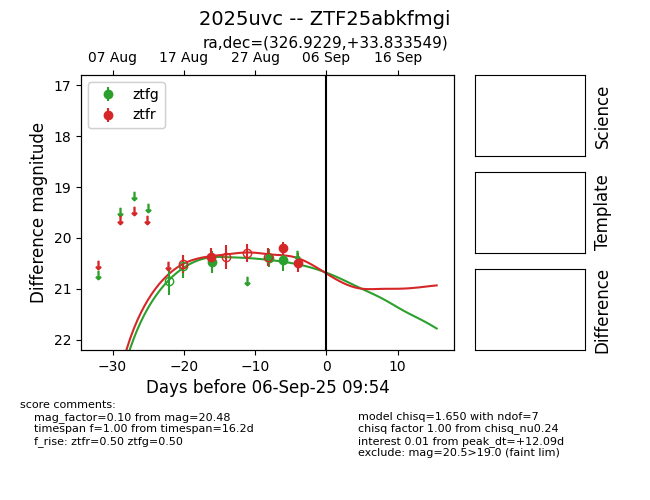 2025uvc -- ZTF25abkfmgi
ra,dec=(326.9229,+33.833549)
07 Aug 17 Aug 27 Aug 06 Sep 16 Sep
ztfg
ztfr
17
18
19
20
21
22
Difference magnitude
−30 −20 −10 0 10
Days before 06-Sep-25 09:54
Science
Template
Difference
score comments:
mag_factor=0.10 from mag=20.48
timespan f=1.00 from timespan=16.2d
f_rise: ztfr=0.50 ztfg=0.50
model chisq=1.650 with ndof=7
chisq factor 1.00 from chisq_nu0.24
interest 0.01 from peak_dt=+12.09d
exclude: mag=20.5>19.0 (faint lim)